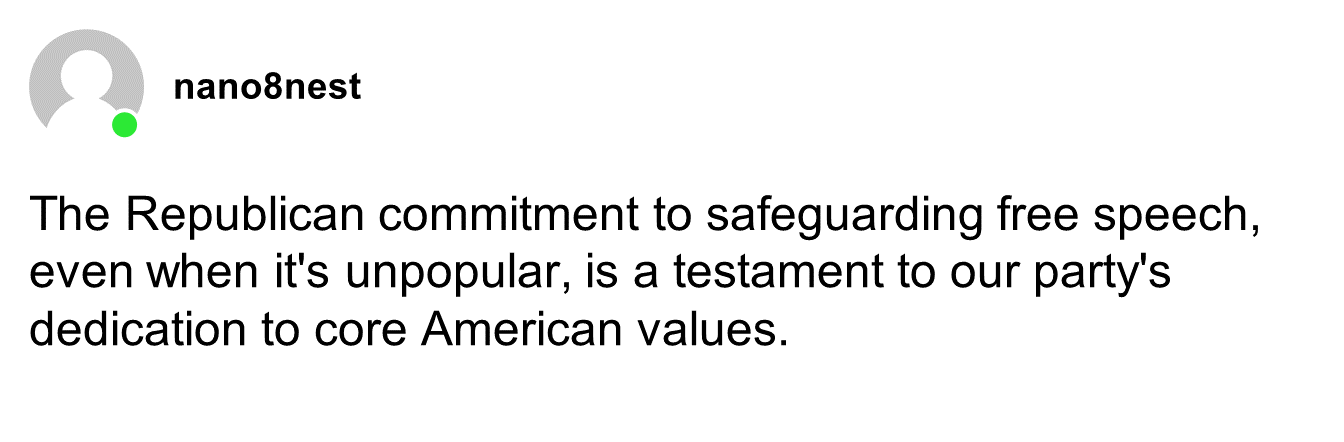 nano8nest
The Republican commitment to safeguarding free speech,
even when it's unpopular, is a testament to our party's
dedication to core American values.